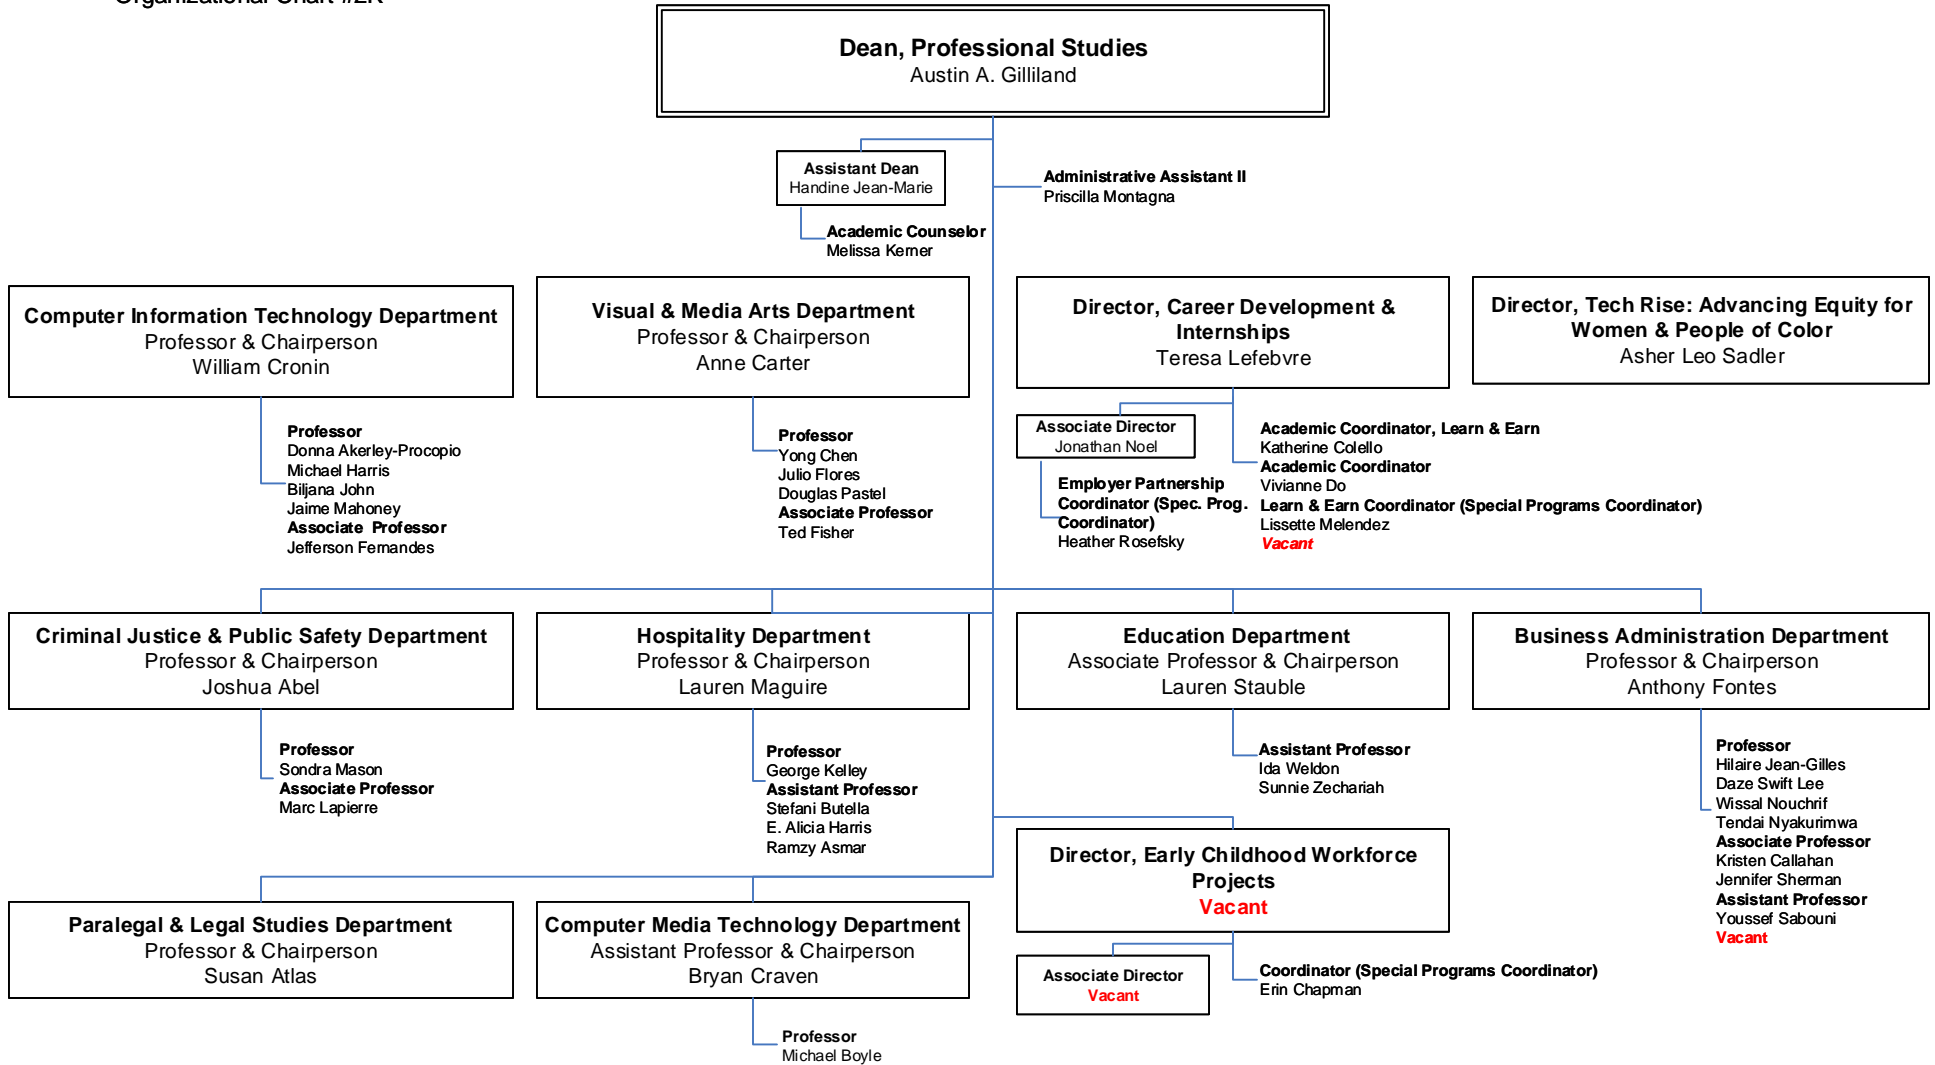 Organizational Chart #2R
Dean, Professional Studies
Austin A. Gilliland
Assistant Dean
Handine Jean-Marie
Administrative Assistant II
Priscilla Montagna
Academic Counselor
Melissa Kerner
Computer Information Technology Department
Professor & Chairperson
William Cronin
Professor
Donna Akerley-Procopio
Michael Harris
Biljana John
Jaime Mahoney
Associate Professor
Jefferson Fernandes
Visual & Media Arts Department
Professor & Chairperson
Anne Carter
Professor
Yong Chen
Julio Flores
Douglas Pastel
Associate Professor
Ted Fisher
Director, Career Development &
Internships
Teresa Lefebvre
Associate Director
Jonathan Noel
Employer Partnership
Coordinator (Spec. Prog.
Coordinator)
Heather Rosefsky
Academic Coordinator, Learn & Earn
Katherine Colello
Academic Coordinator
Vivianne Do
Learn & Earn Coordinator (Special Programs Coordinator)
Lissette Melendez
Vacant
Director, Tech Rise: Advancing Equity for
Women & People of Color
Asher Leo Sadler
Criminal Justice & Public Safety Department
Professor & Chairperson
Joshua Abel
Professor
Sondra Mason
Associate Professor
Marc Lapierre
Hospitality Department
Professor & Chairperson
Lauren Maguire
Professor
George Kelley
Assistant Professor
Stefani Butella
E. Alicia Harris
Ramzy Asmar
Education Department
Associate Professor & Chairperson
Lauren Stauble
Assistant Professor
Ida Weldon
Sunnie Zechariah
Business Administration Department
Professor & Chairperson
Anthony Fontes
Professor
Hilaire Jean-Gilles
Daze Swift Lee
Wissal Nouchrif
Tendai Nyakurimwa
Associate Professor
Kristen Callahan
Jennifer Sherman
Assistant Professor
Youssef Sabouni
Vacant
Paralegal & Legal Studies Department
Professor & Chairperson
Susan Atlas
Computer Media Technology Department
Assistant Professor & Chairperson
Bryan Craven
Professor
Michael Boyle
Director, Early Childhood Workforce
Projects
Vacant
Associate Director
Vacant
Coordinator (Special Programs Coordinator)
Erin Chapman